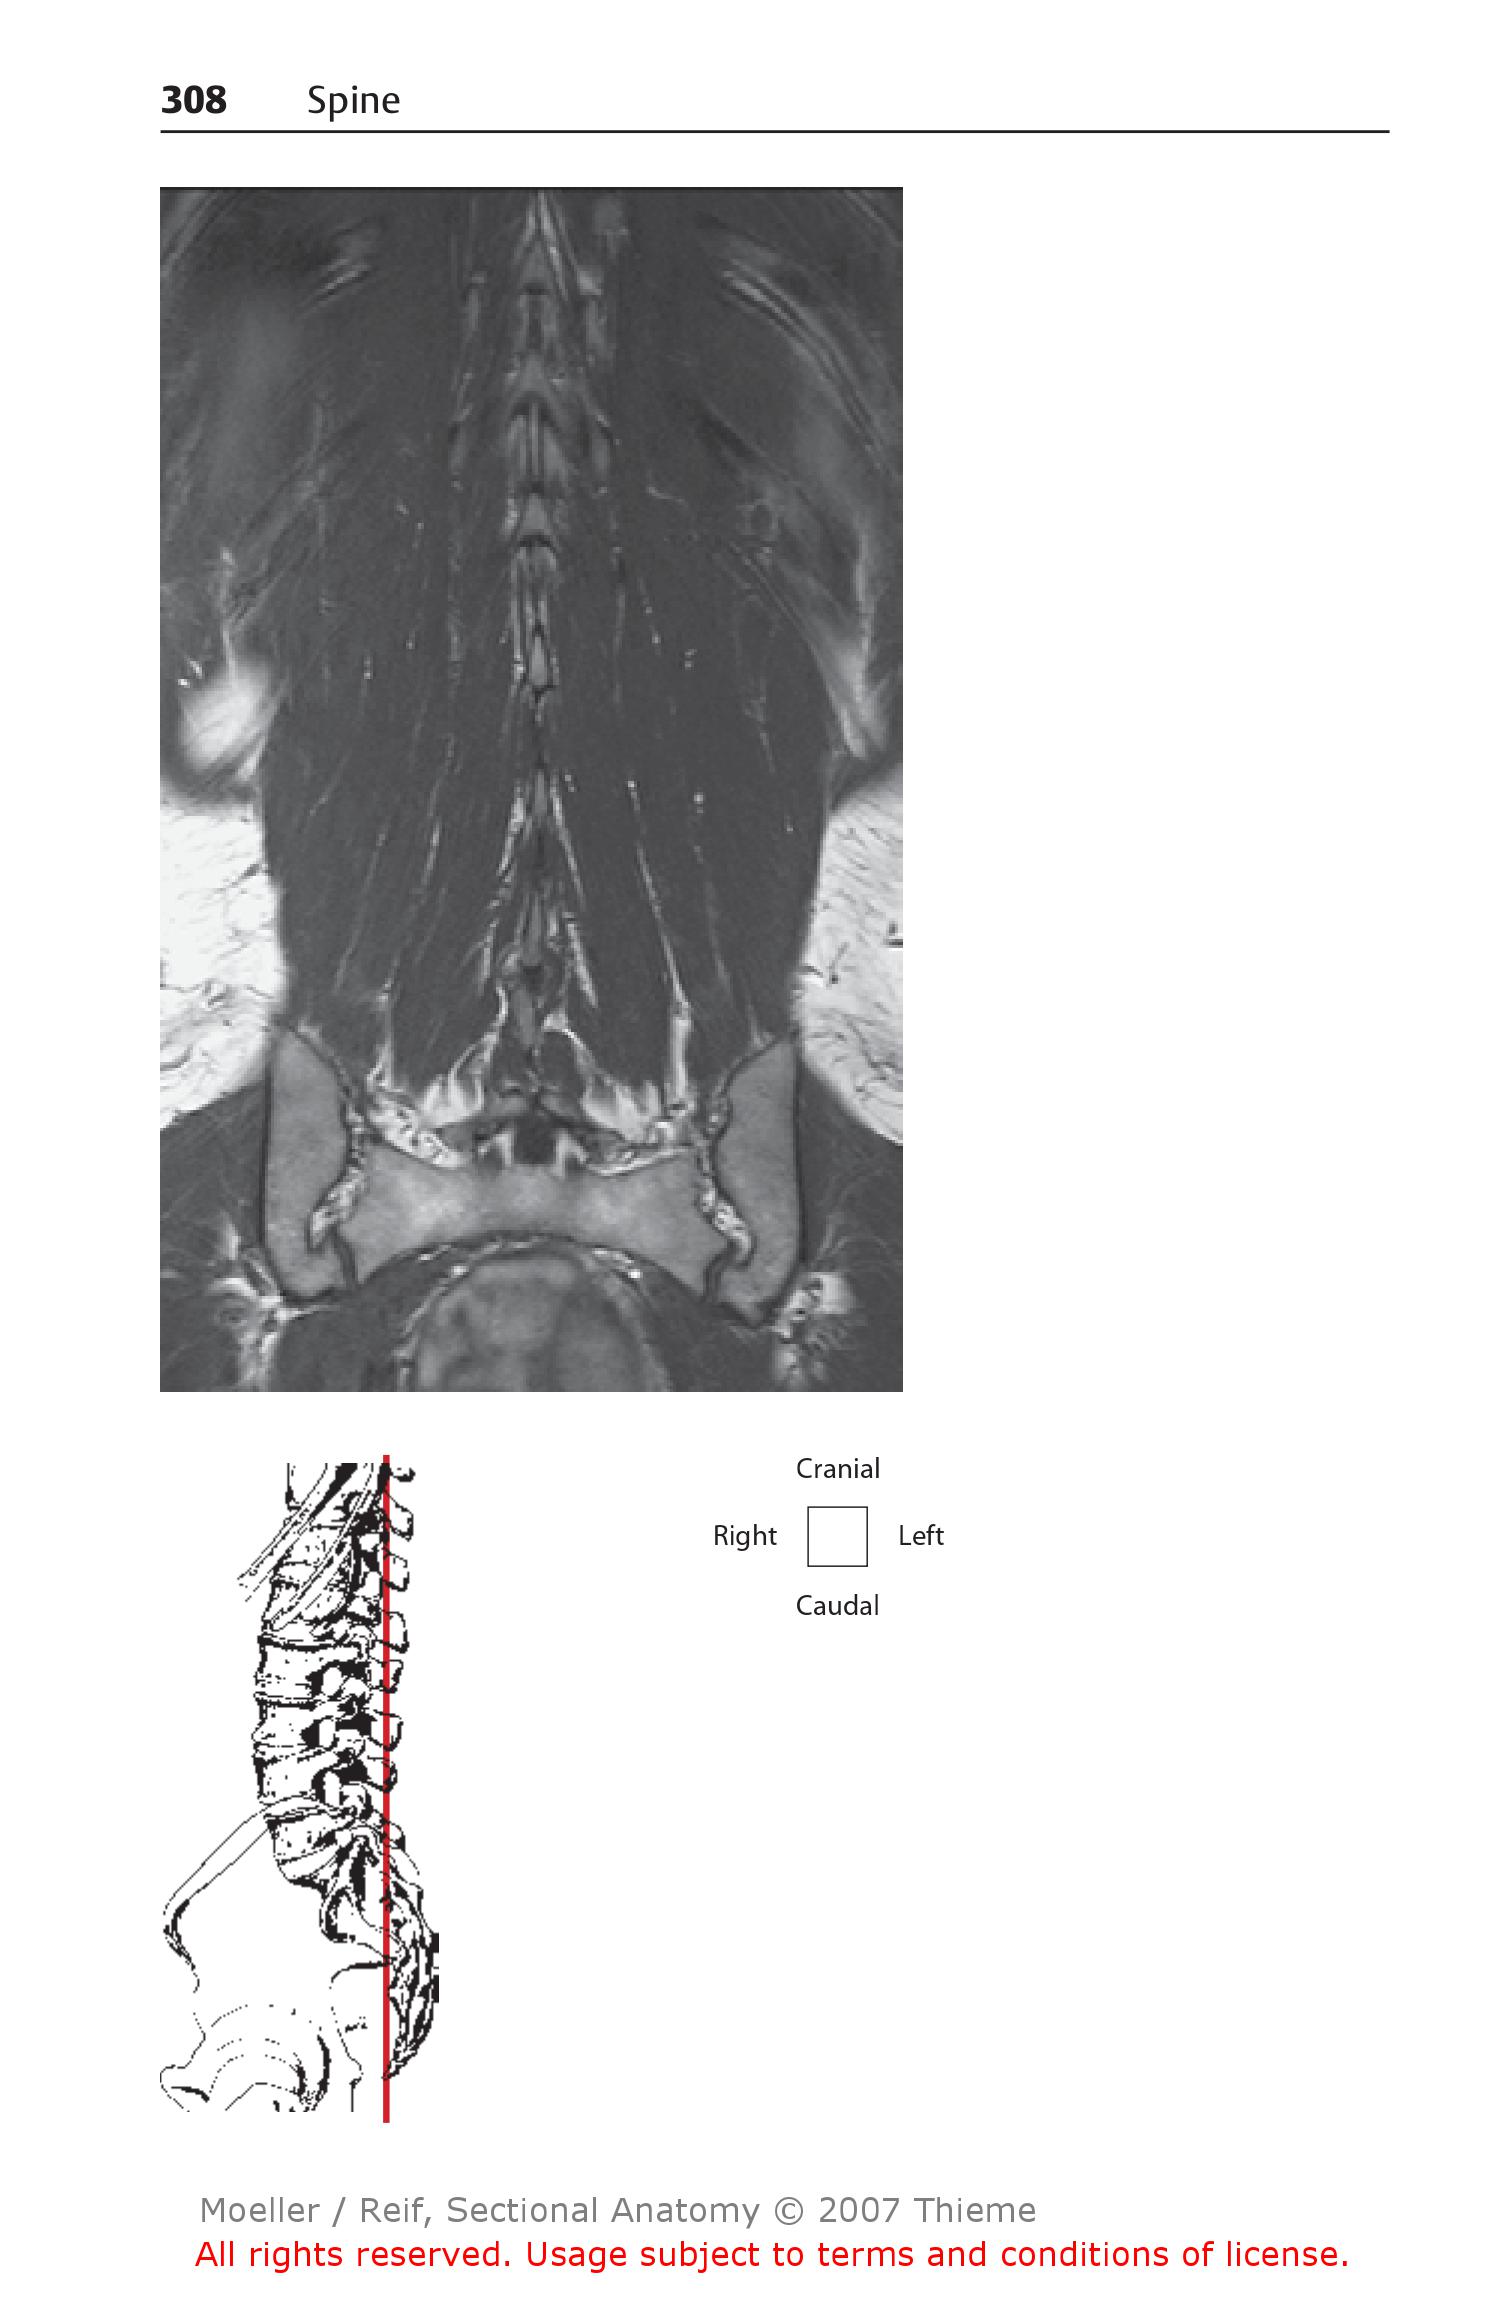 308 Spine
Cranial
Right Left
Caudal
Moeller / Reif, Sectional Anatomy © 2007 Thieme
All rights reserved. Usage subject to terms and conditions of license.